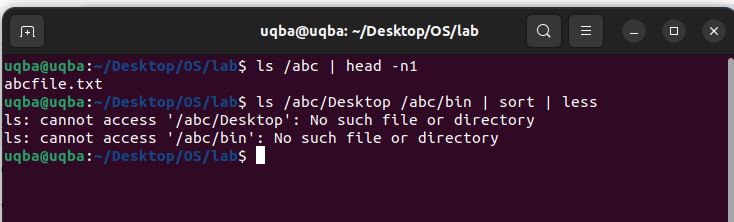 uqba@uqba: ~/Desktop/OS/lab
uqba@uqba:~/Desktop/OS/lab$ ls /abc | head -n1
abcfile.txt
uqba@uqba:~/Desktop/OS/lab$ ls /abc/Desktop /abc/bin | sort | less
ls: cannot access '/abc/Desktop': No such file or directory
ls: cannot access '/abc/bin': No such file or directory
uqba@uqba:~/Desktop/OS/lab$